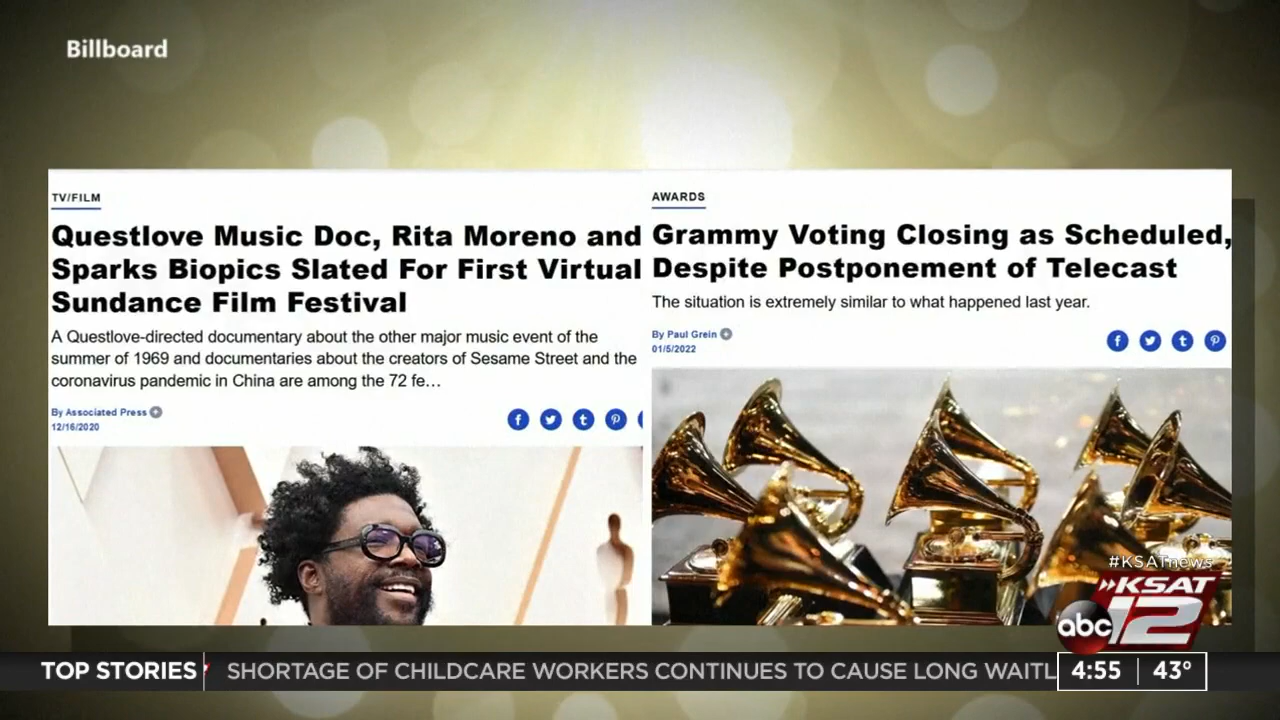 Billboard
TV/FILM
Questlove Music Doc, Rita Moreno and
Sparks Biopics Slated For First Virtual
Sundance Film Festival
A Questlove-directed documentary about the other major music event of the
summer of 1969 and documentaries about the creators of Sesame Street and the
coronavirus pandemic in China are among the 72 fe…
By Associated Press
12/16/2020
AWARDS
Grammy Voting Closing as Scheduled,
Despite Postponement of Telecast
The situation is extremely similar to what happened last year.
By Paul Grein
01/5/2022
#KSATnews
KSAT
abc 12
TOP STORIES
SHORTAGE OF CHILDCARE WORKERS CONTINUES TO CAUSE LONG WAITL
4:55 43°